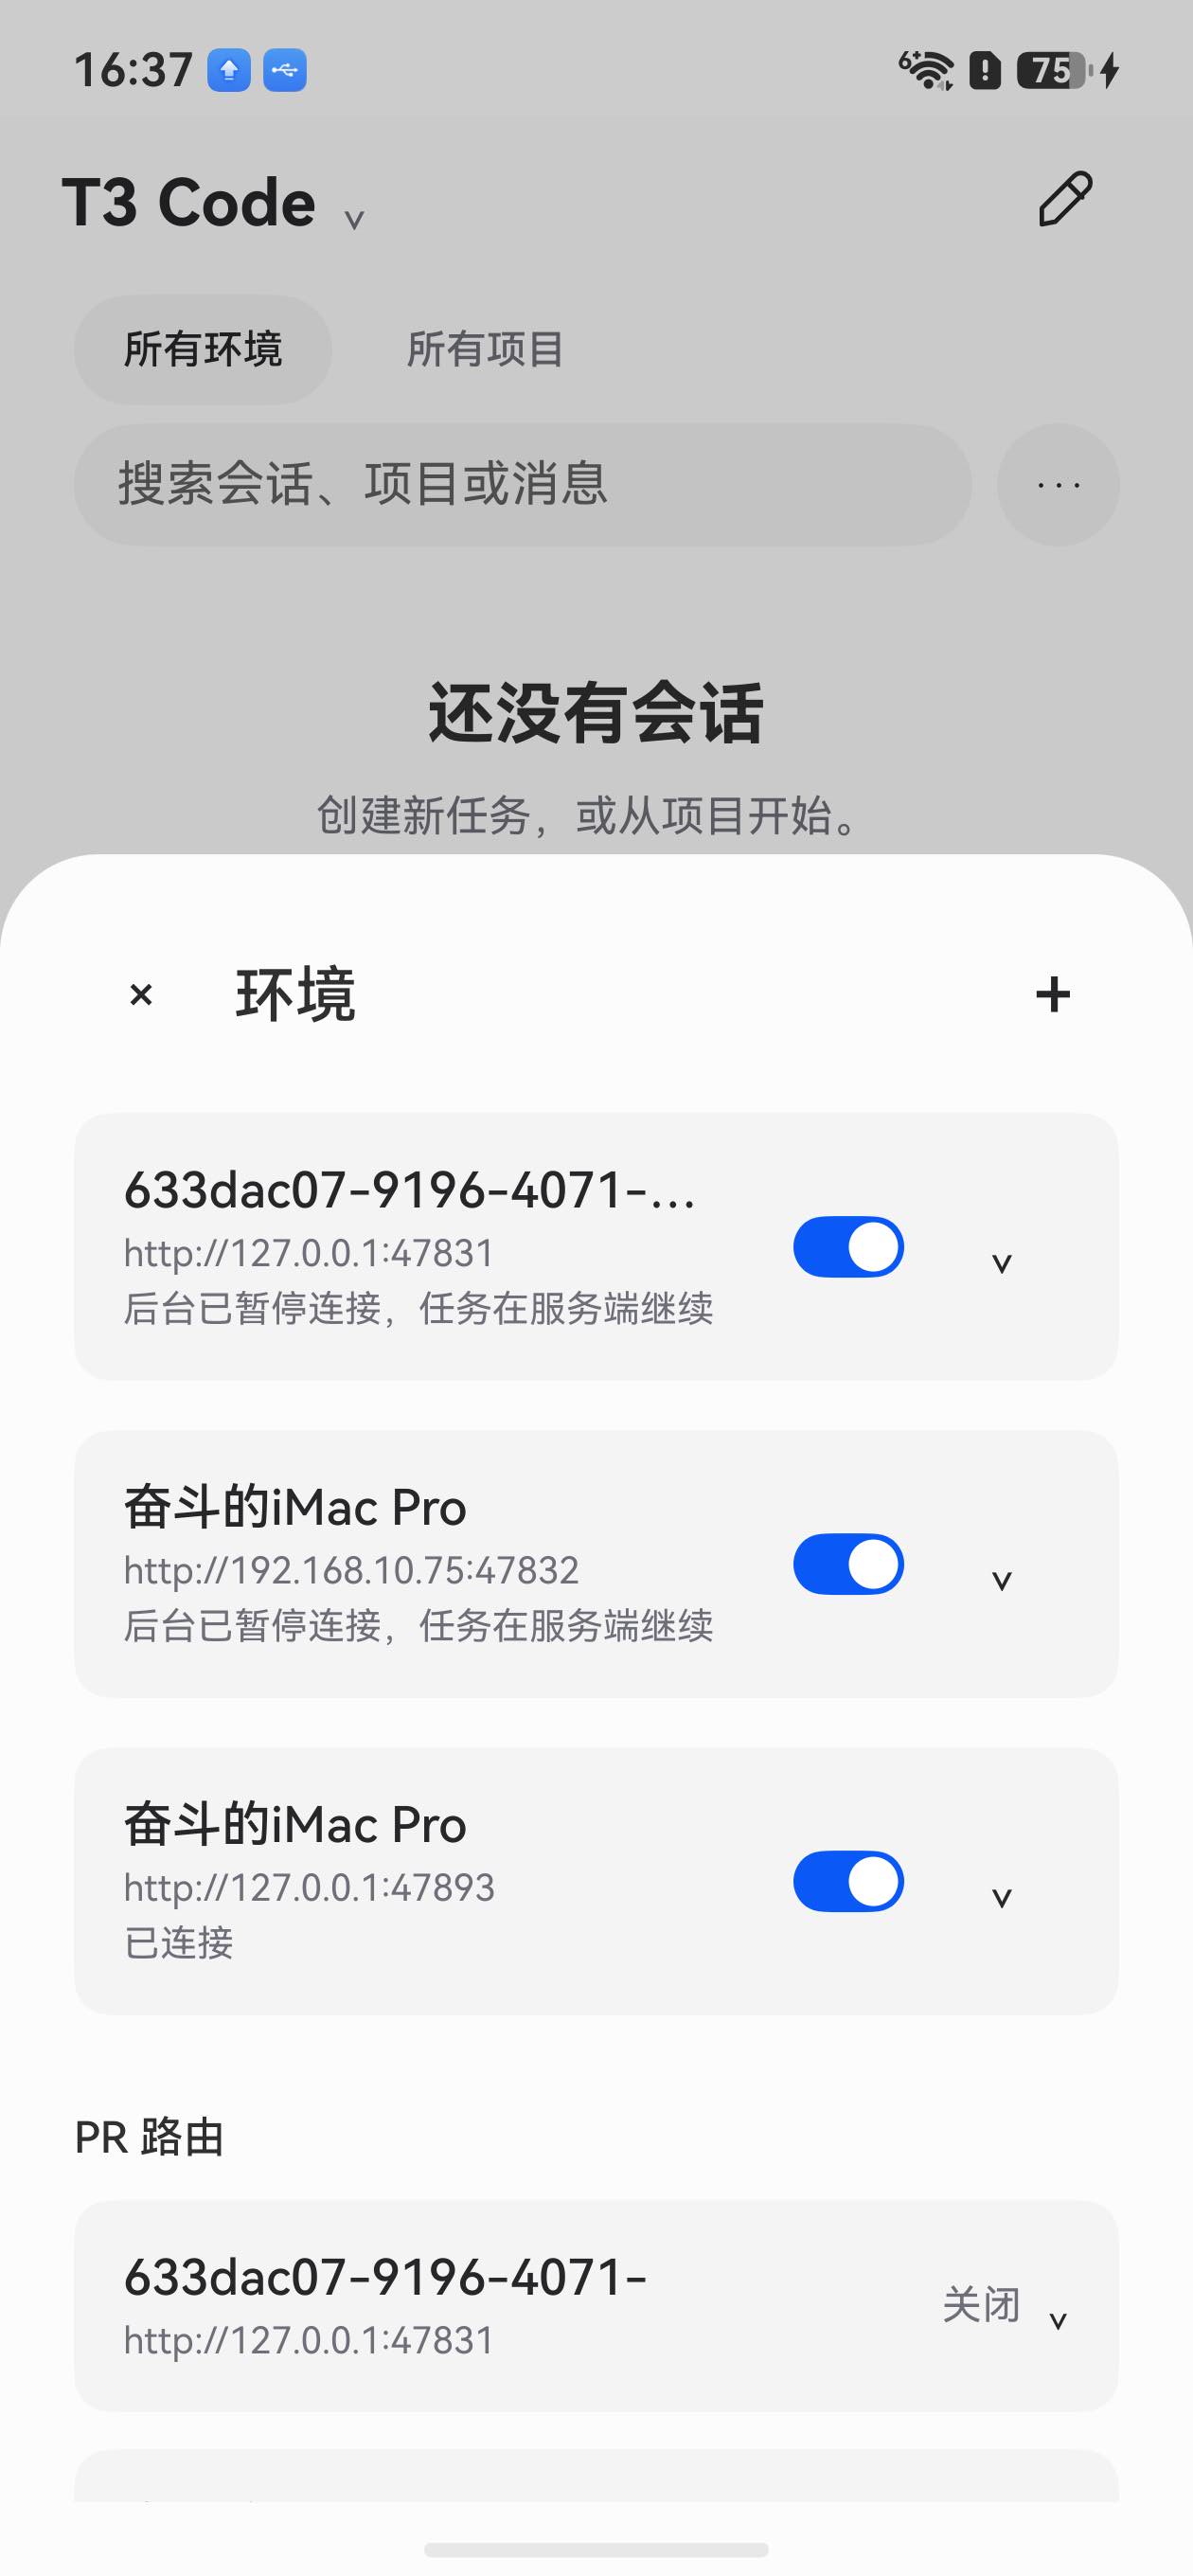 16:37
75
T3 Code
所有环境 所有项目
搜索会话、项目或消息
还没有会话
创建新任务，或从项目开始。
环境
633dac07-9196-4071-...
http://127.0.0.1:47831
后台已暂停连接，任务在服务端继续
奋斗的iMac Pro
http://192.168.10.75:47832
后台已暂停连接，任务在服务端继续
奋斗的iMac Pro
http://127.0.0.1:47893
已连接
PR 路由
633dac07-9196-4071-
http://127.0.0.1:47831
关闭